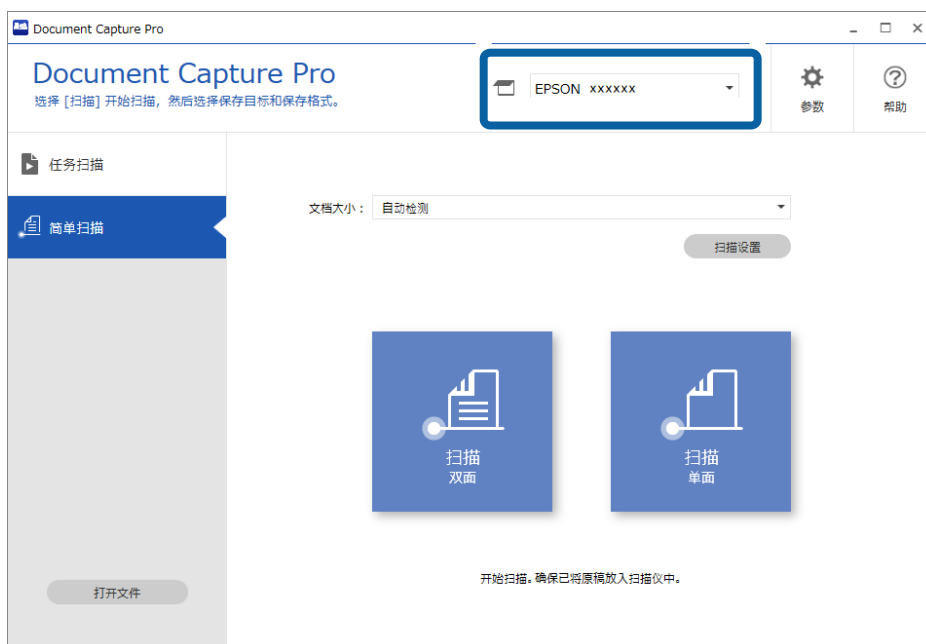 Document Capture Pro
Document Capture Pro
选择 [扫描] 开始扫描，然后选择保存目标和保存格式。
EPSON xxxxxx
参数
帮助
任务扫描
简单扫描
文档大小：
自动检测
扫描设置
扫描
双面
扫描
单面
开始扫描。确保已将原稿放入扫描仪中。
打开文件